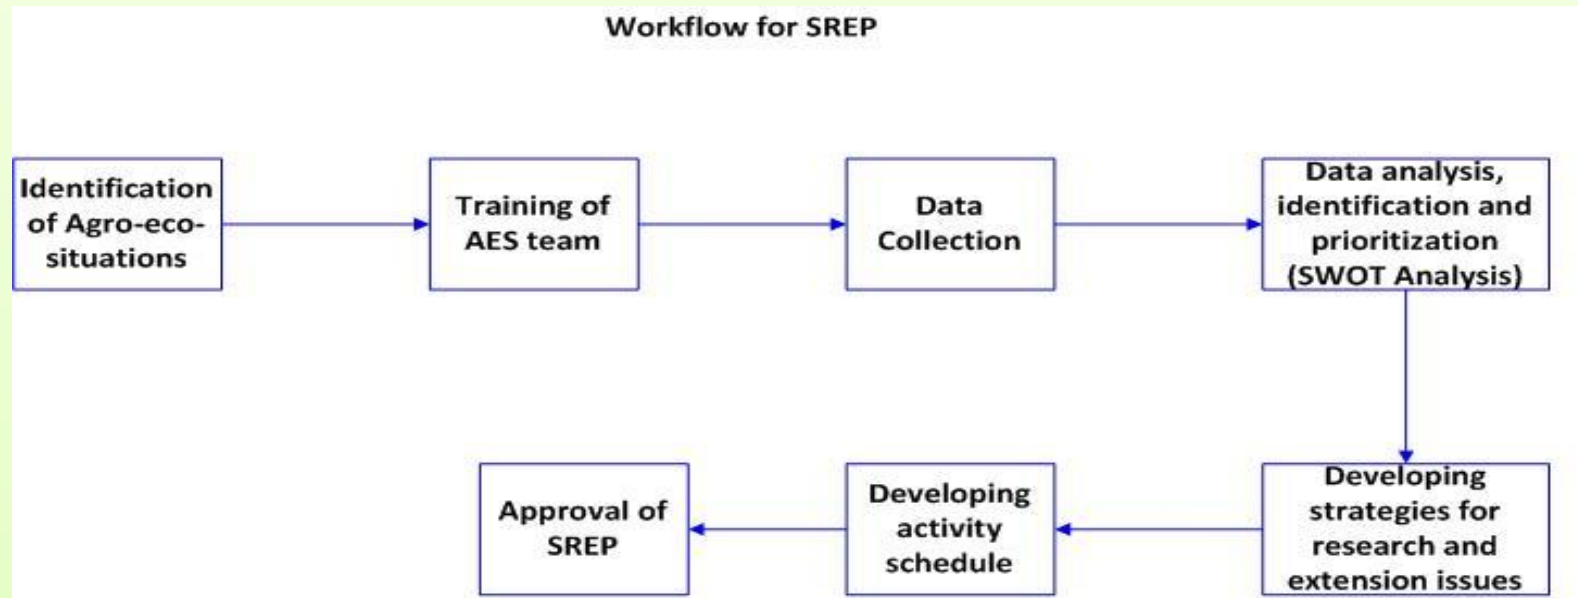 Workflow for SREP
Identification
of Agro-eco-
situations
Training of
AES team
Data
Collection
Data analysis,
identification and
prioritization
(SWOT Analysis)
Developing
strategies for
research and
extension issues
Developing
activity
schedule
Approval of
SREP